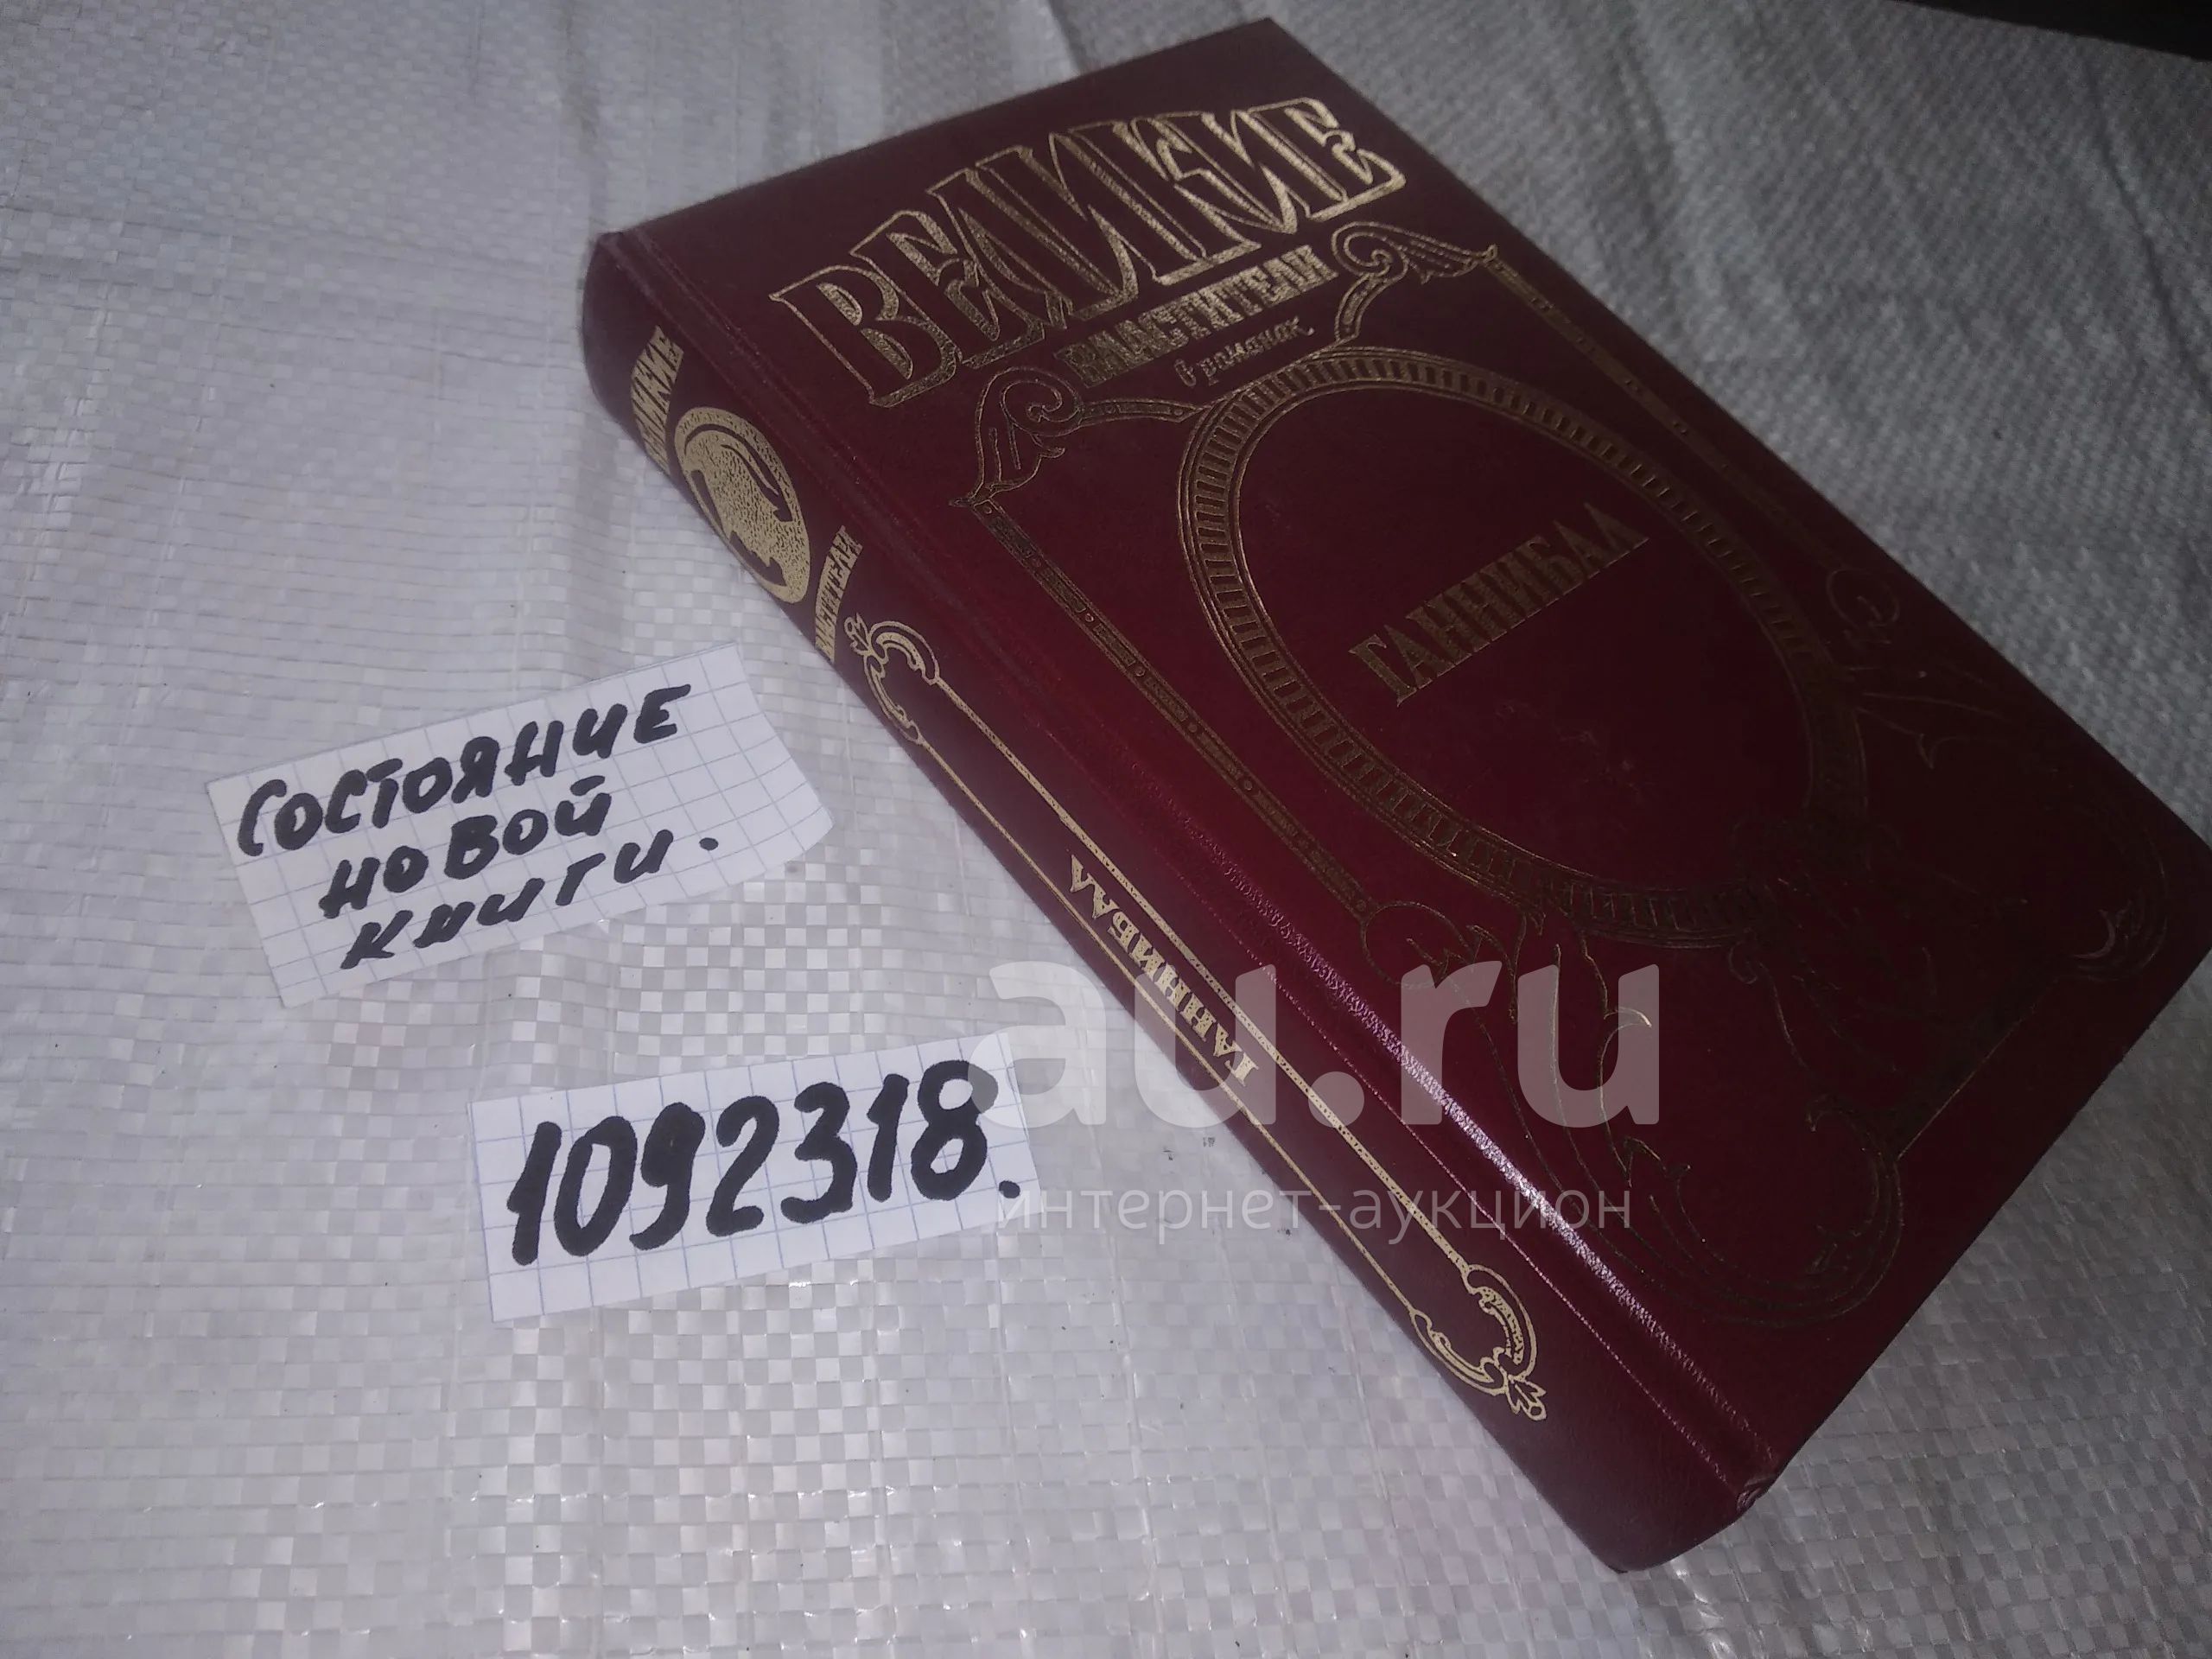 ВЕЛИКИЕ
ВЛАСТИТЕЛИ
в романах
ГАННИБАЛ
ВЕЛИКИЕ
ВЛАСТИТЕЛИ
ГАННИБАЛ
СОСТОЯНИЕ
НОВОЙ
КНИГИ.
1092318.
au.ru
интернет-аукцион